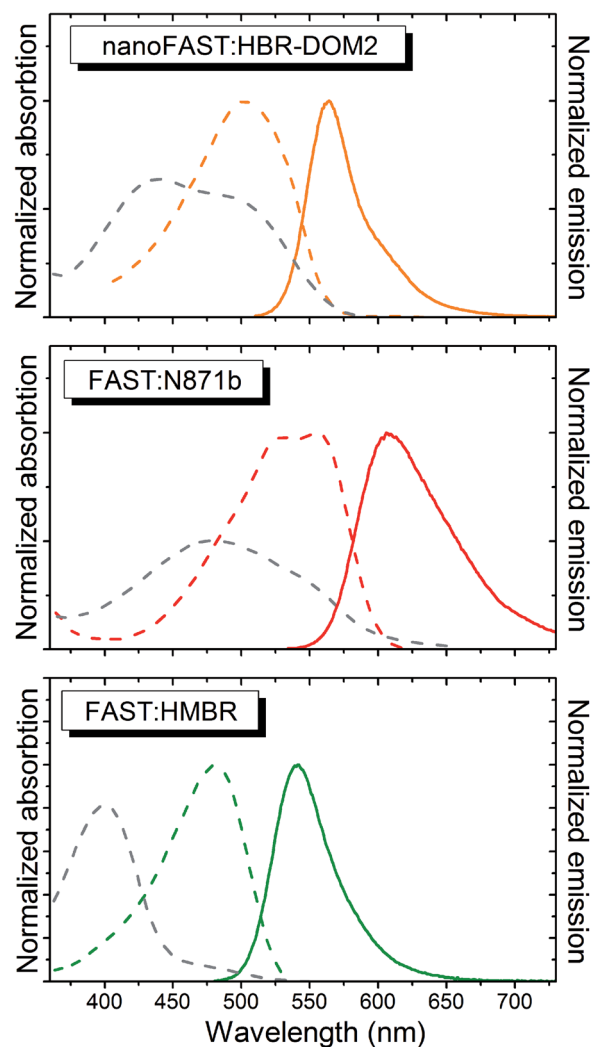 nanoFAST:HBR-DOM2
Normalized absorbtion
Normalized emission
FAST:N871b
Normalized absorbtion
Normalized emission
FAST:HMBR
Normalized absorbtion
Normalized emission
400 450 500 550 600 650 700
Wavelength (nm)